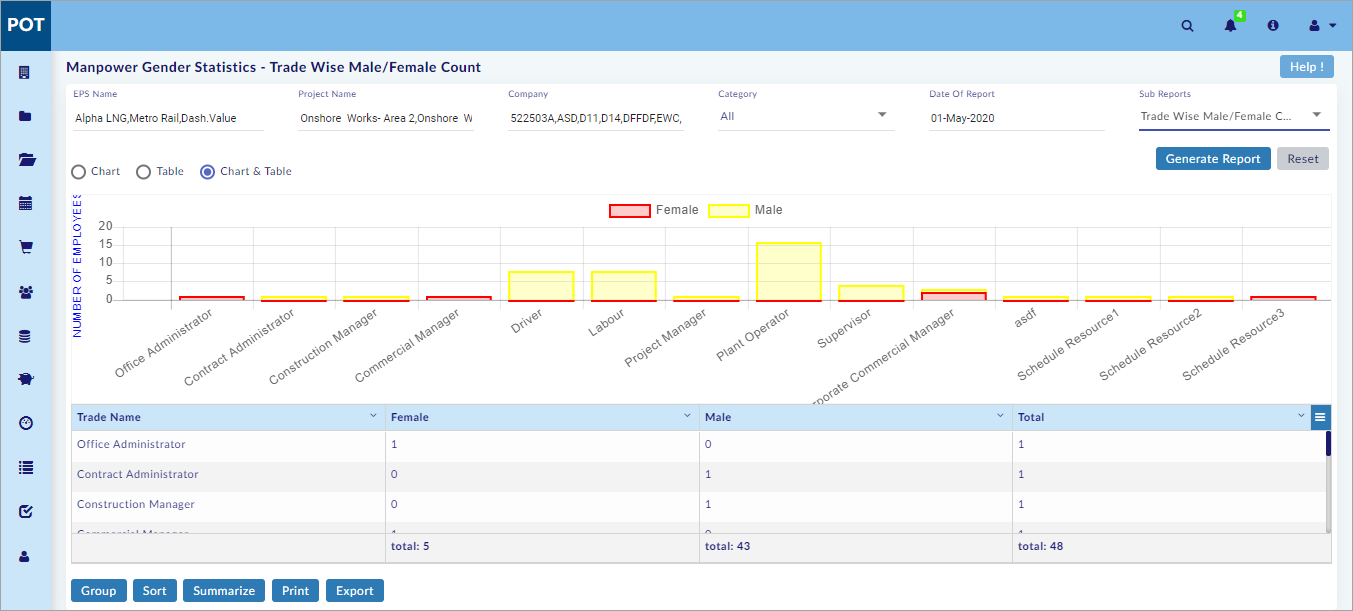 POT
4
Manpower Gender Statistics - Trade Wise Male/Female Count
Help !
EPS Name
Project Name
Company
Category
Date Of Report
Sub Reports
Alpha LNG,Metro Rail,Dash.Value
Onshore Works- Area 2,Onshore W
522503A,ASD,D11,D14,DFFDF,EWC,
All
01-May-2020
Trade Wise Male/Female C...
Generate Report
Reset
Chart
Table
Chart & Table
NUMBER OF EMPLOYEES
Female
Male
20
15
10
5
0
Office Administrator
Contract Administrator
Construction Manager
Commercial Manager
Driver
Labour
Project Manager
Plant Operator
Supervisor
porate Commercial Manager
asdf
Schedule Resource1
Schedule Resource2
Schedule Resource3
Trade Name Female Male Total
Office Administrator 1 0 1
Contract Administrator 0 1 1
Construction Manager 0 1 1
Commercial Manager 1 0 1
total: 5 total: 43 total: 48
Group
Sort
Summarize
Print
Export